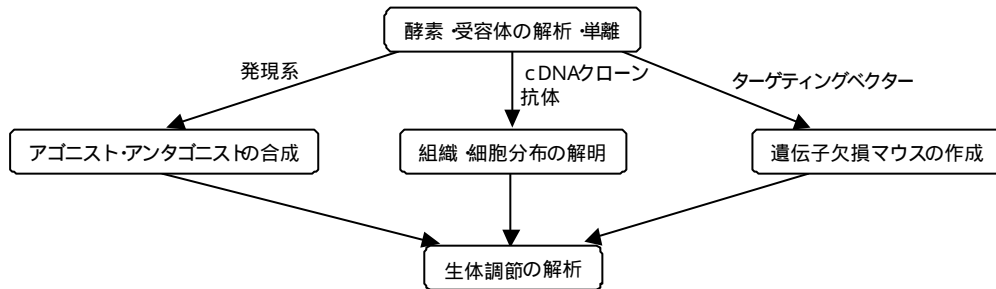 酵素・受容体の解析・単離
発現系
cDNAクローン
抗体
ターゲティングベクター
アゴニスト・アンタゴニストの合成
組織・細胞分布の解明
遺伝子欠損マウスの作成
生体調節の解析